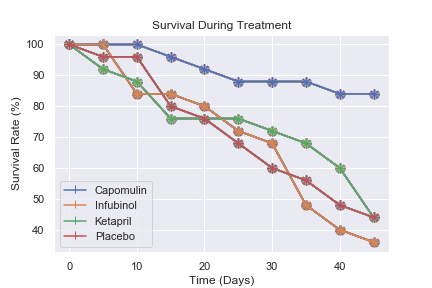 Survival During Treatment
Survival Rate (%)
100
90
80
70
60
50
40
Capomulin
Infubinol
Ketapril
Placebo
0
10
20
30
40
Time (Days)